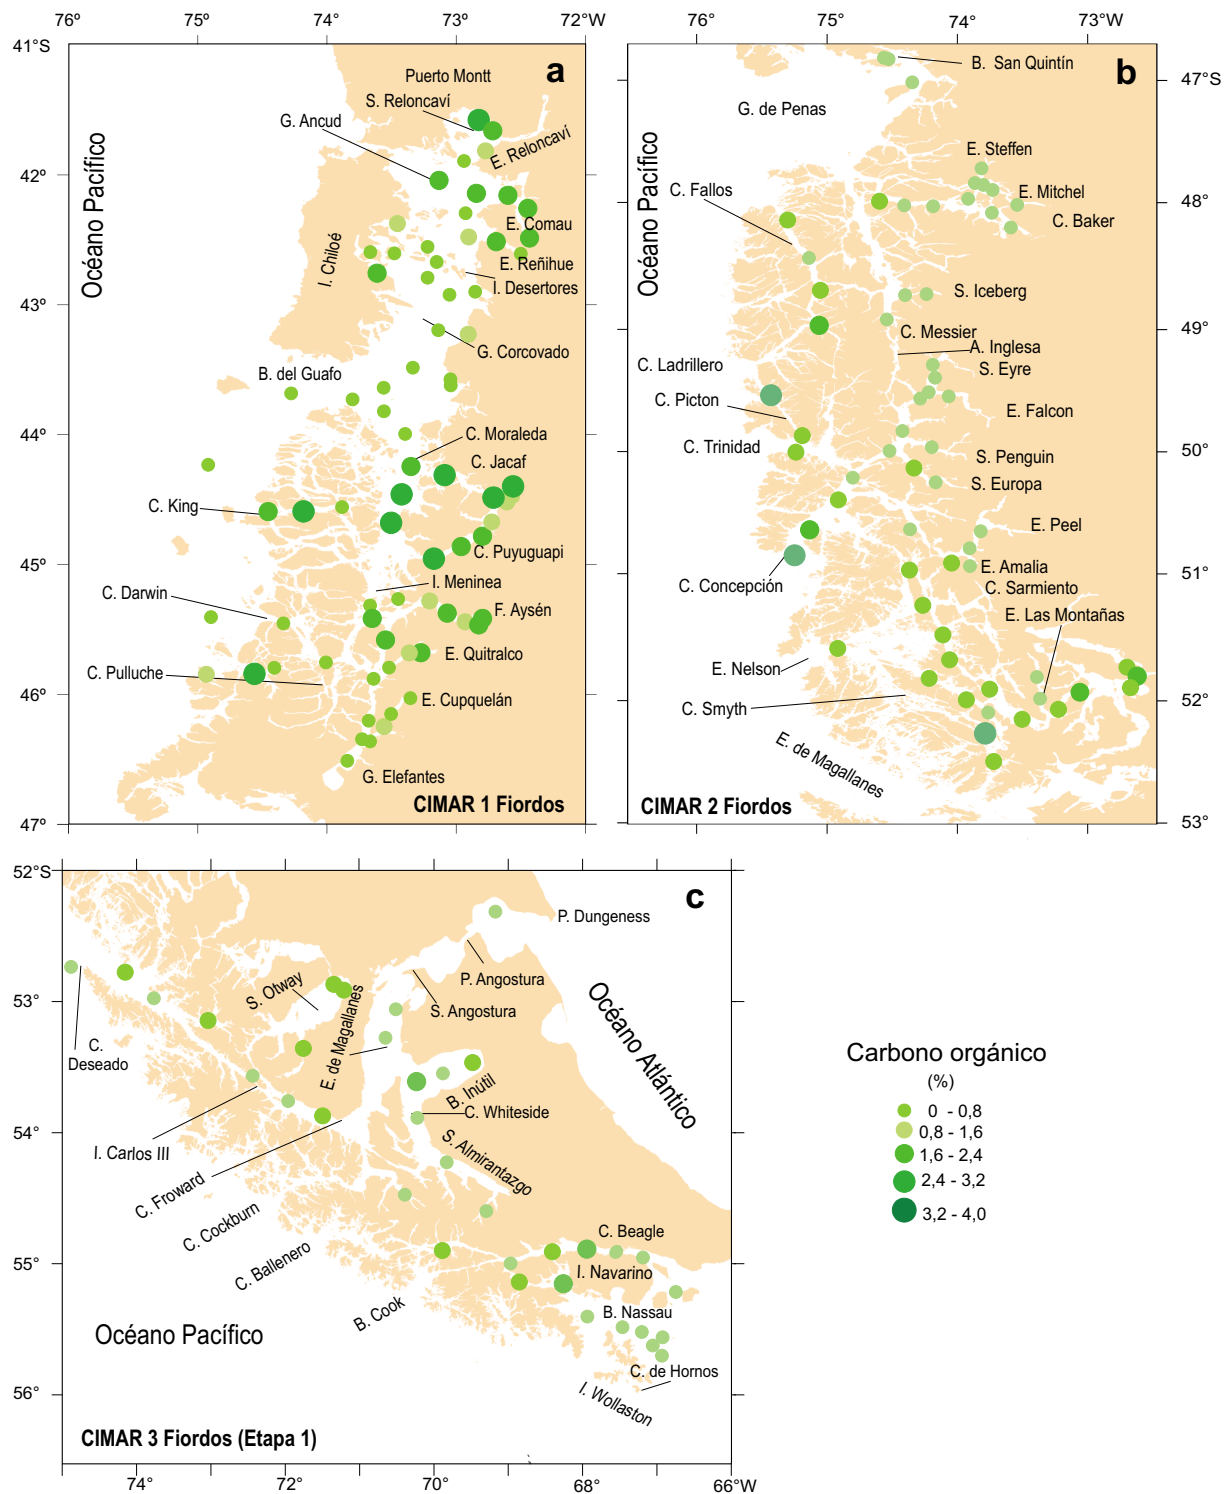 76º
75º
74º
73º
72ºW
41ºS
42º
43º
44º
45º
46º
47º
a
Puerto Montt
S. Reloncaví
G. Ancud
E. Reloncaví
Océano Pacífico
I. Chiloé
E. Comau
E. Reñihue
I. Desertores
G. Corcovado
B. del Guafo
C. Moraleda
C. Jacaf
C. King
C. Puyuguapi
I. Meninea
C. Darwin
F. Aysén
E. Quitralco
C. Pulluche
E. Cupquelán
G. Elefantes
CIMAR 1 Fiordos
76º
75º
74º
73ºW
47ºS
48º
49º
50º
51º
52º
53º
b
B. San Quintín
G. de Penas
Océano Pacífico
E. Steffen
C. Fallos
E. Mitchel
C. Baker
S. Iceberg
C. Messier
A. Inglesa
C. Ladrillero
S. Eyre
C. Picton
E. Falcon
C. Trinidad
S. Penguin
S. Europa
E. Peel
E. Amalia
C. Concepción
C. Sarmiento
E. Las Montañas
E. Nelson
C. Smyth
E. de Magallanes
CIMAR 2 Fiordos
52ºS
53º
54º
55º
56º
c
P. Dungeness
P. Angostura
S. Otway
S. Angostura
Océano Atlántico
E. de Magallanes
C.
Deseado
B. Inútil
C. Whiteside
I. Carlos III
S. Almirantazgo
C. Froward
C. Cockburn
C. Beagle
C. Ballenero
I. Navarino
B. Cook
B. Nassau
Océano Pacífico
C. de Hornos
I. Wollaston
CIMAR 3 Fiordos (Etapa 1)
74º
72º
70º
68º
66ºW
Carbono orgánico
(%)
0 - 0,8
0,8 - 1,6
1,6 - 2,4
2,4 - 3,2
3,2 - 4,0